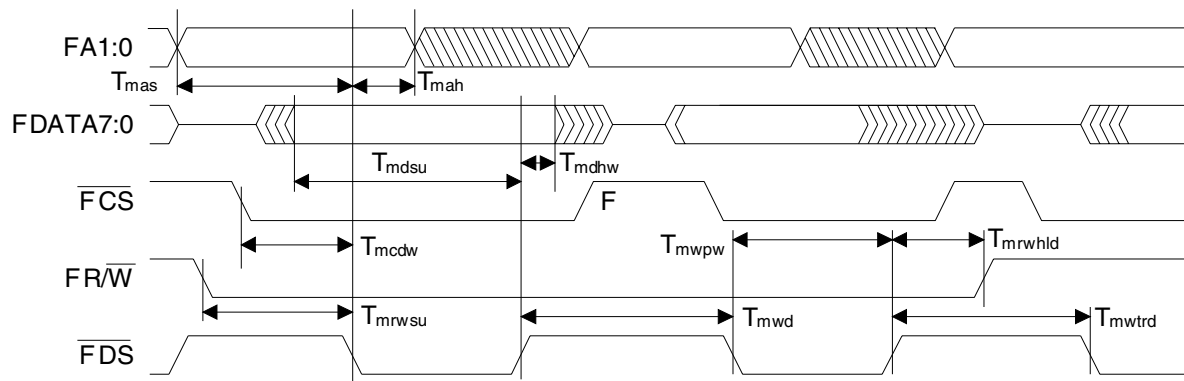 FA1:0
Tmas
Tmah
FDATA7:0
Tmdsu
Tmdhw
FCS
F
Tmcdw
Tmwpw
Tmrwhld
FR/W
Tmrwsu
Tmwd
Tmwtrd
FDS